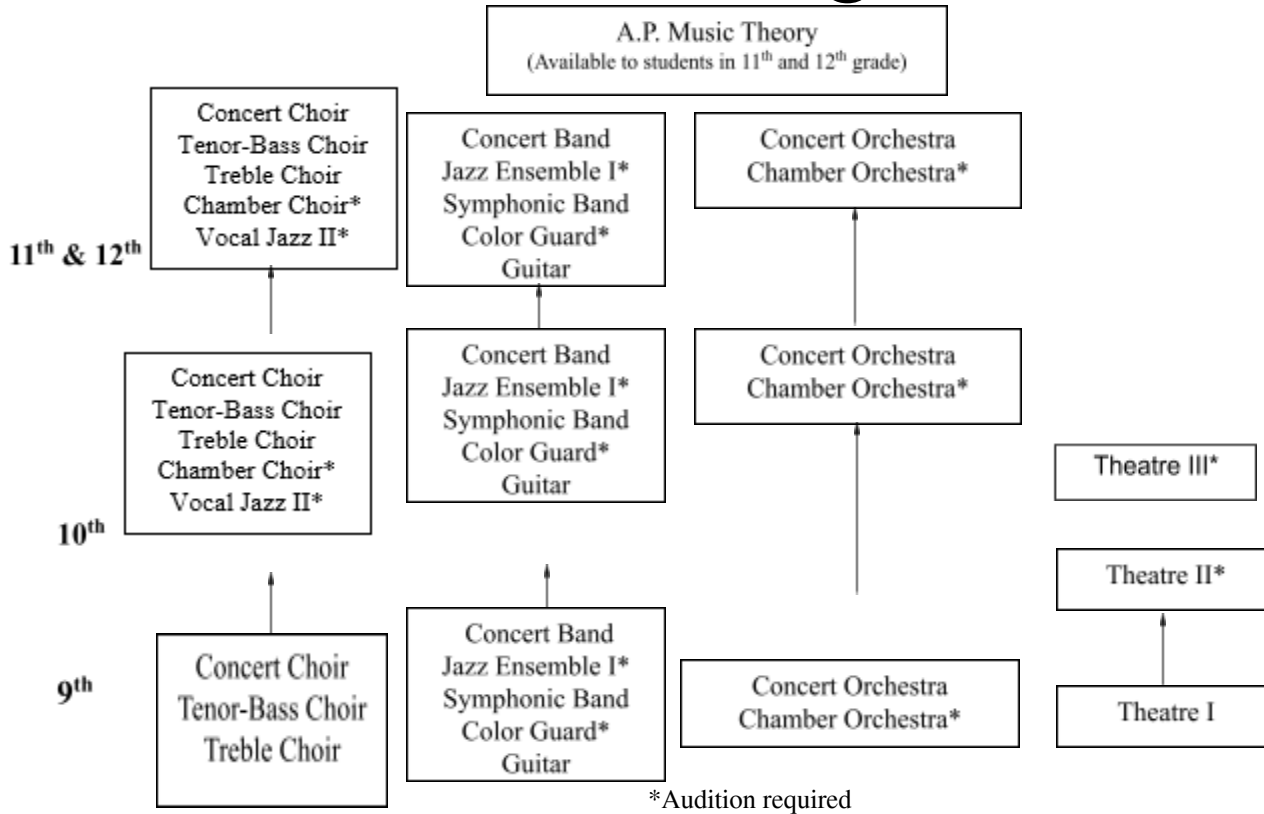 A.P. Music Theory
(Available to students in 11th and 12th grade)
11th & 12th
Concert Choir
Tenor-Bass Choir
Treble Choir
Chamber Choir*
Vocal Jazz II*
Concert Band
Jazz Ensemble I*
Symphonic Band
Color Guard*
Guitar
Concert Orchestra
Chamber Orchestra*
10th
Concert Choir
Tenor-Bass Choir
Treble Choir
Chamber Choir*
Vocal Jazz II*
Concert Band
Jazz Ensemble I*
Symphonic Band
Color Guard*
Guitar
Concert Orchestra
Chamber Orchestra*
Theatre III*
Theatre II*
9th
Concert Choir
Tenor-Bass Choir
Treble Choir
Concert Band
Jazz Ensemble I*
Symphonic Band
Color Guard*
Guitar
Concert Orchestra
Chamber Orchestra*
Theatre I
*Audition required